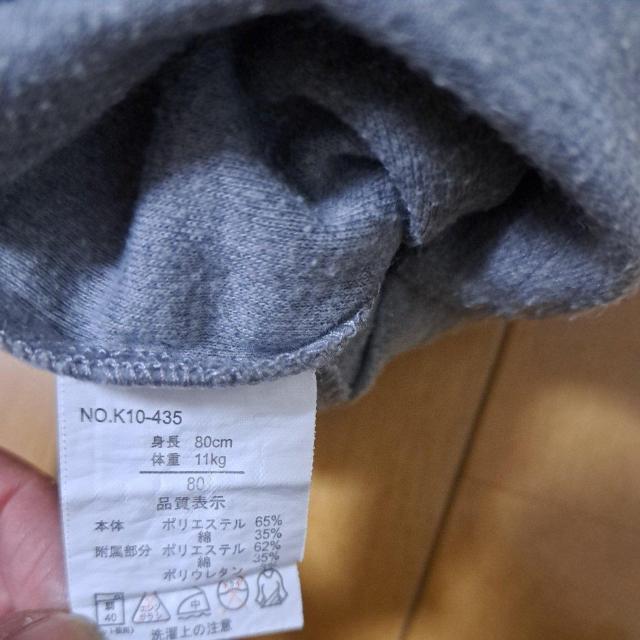 NO.K10-435
身長 80cm
体重 11kg
80
品質表示
本体 ポリエステル 65%
綿 35%
附属部分 ポリエステル 62%
綿 35%
ポリウレタン
40
洗濯上の注意